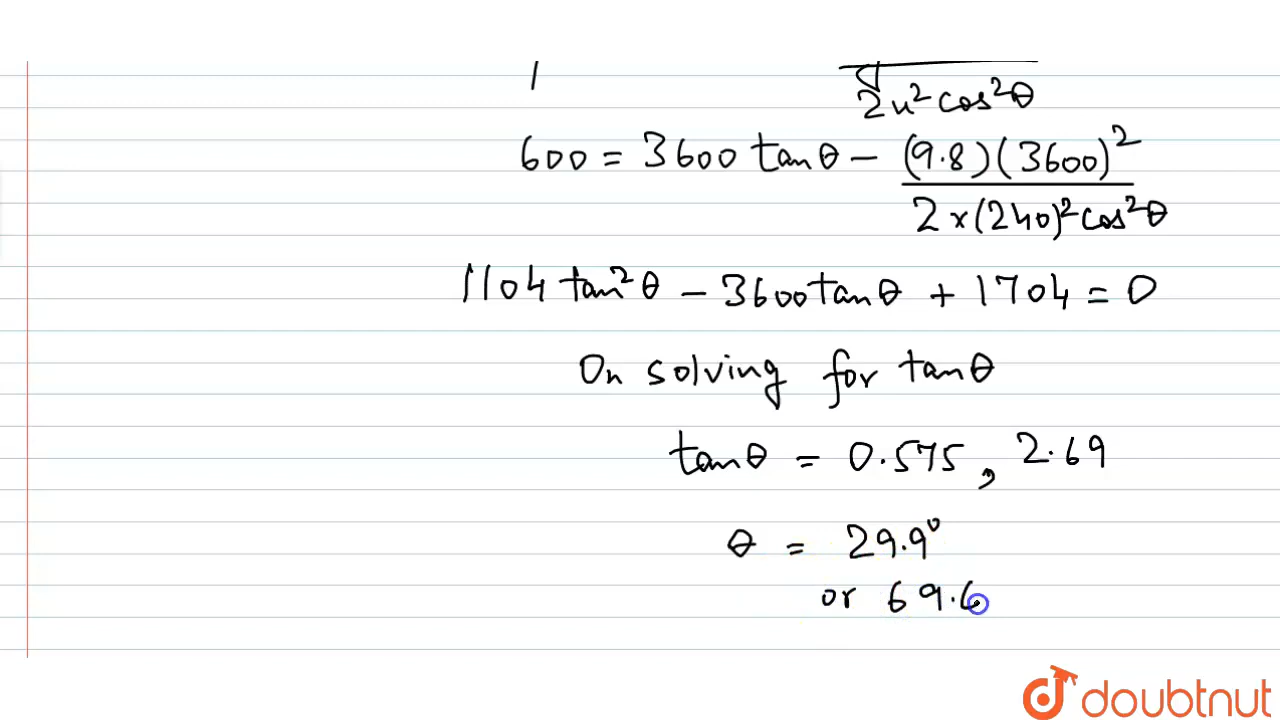 2u²cos²θ
600 = 3600 tanθ − (9.8)(3600)²
2×(240)²cos²θ
1104 tan²θ − 3600tanθ + 1704 = 0
On solving for tanθ
tanθ = 0.575, 2.69
θ = 29.9°
or 69.6
doubtnut